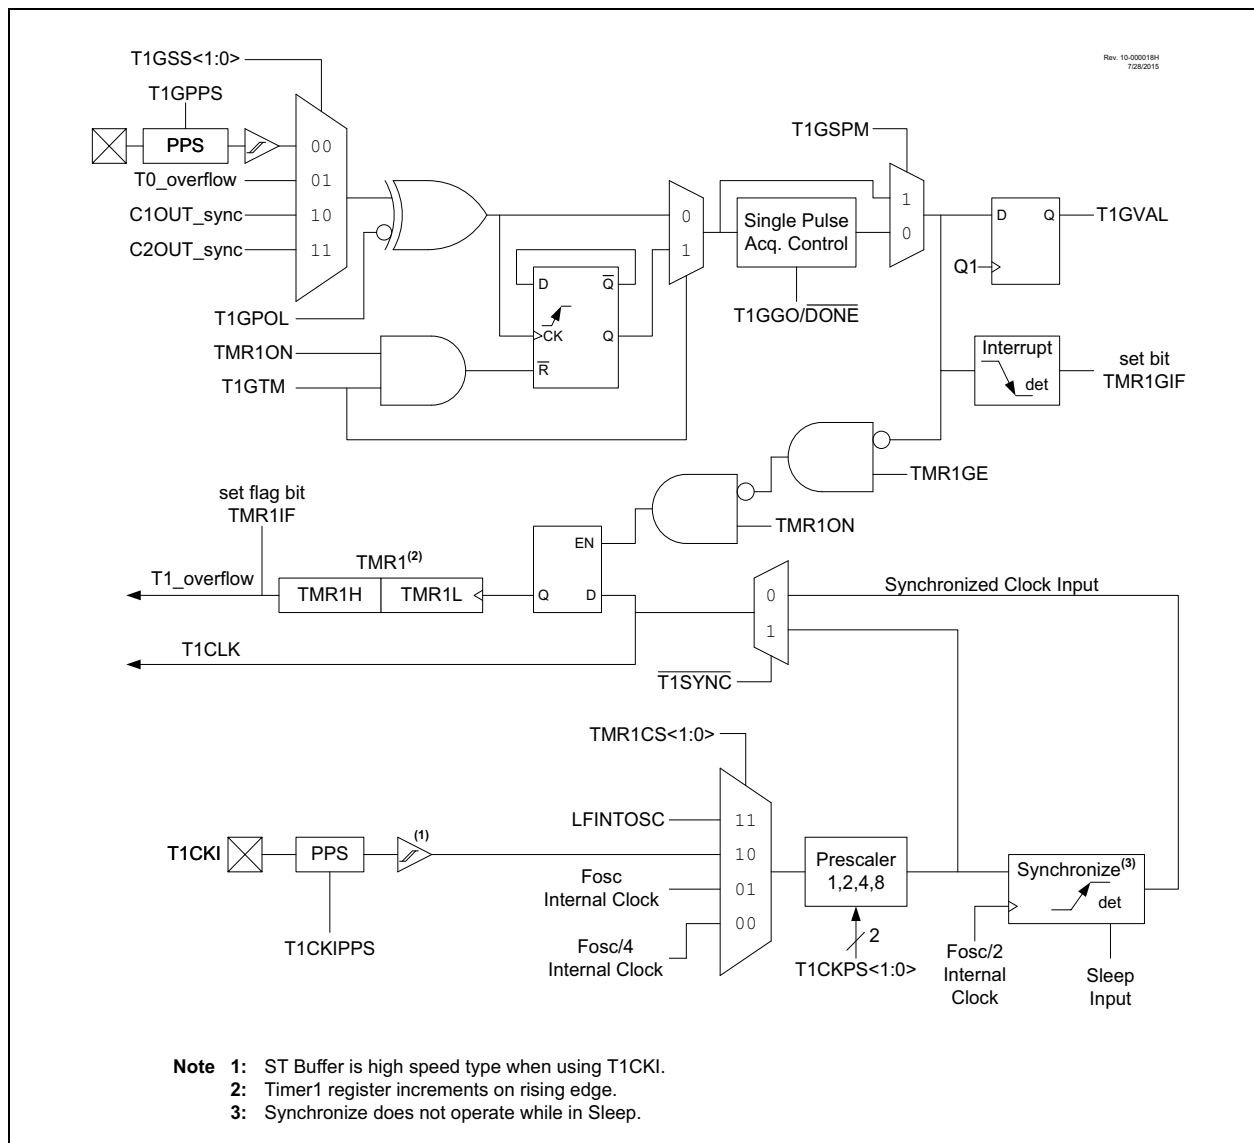 Rev. 10-000018H
7/28/2015
T1GSS<1:0>
T1GPPS
PPS
00
T0_overflow
01
C1OUT_sync
10
C2OUT_sync
11
T1GPOL
TMR1ON
T1GTM
D
Q
CK
Q
R
0
1
Single Pulse
Acq. Control
T1GGO/DONE
T1GSPM
1
0
D
Q
Q1
T1GVAL
Interrupt
det
set bit
TMR1GIF
TMR1GE
TMR1ON
set flag bit
TMR1IF
TMR1(2)
T1_overflow
TMR1H
TMR1L
EN
Q
D
T1CLK
0
1
Synchronized Clock Input
T1SYNC
TMR1CS<1:0>
LFINTOSC
11
T1CKI
PPS
(1)
10
Fosc
Internal Clock
01
00
Fosc/4
Internal Clock
T1CKIPPS
Prescaler
1,2,4,8
2
T1CKPS<1:0>
Synchronize(3)
det
Fosc/2
Internal
Clock
Sleep
Input
Note 1: ST Buffer is high speed type when using T1CKI.
2: Timer1 register increments on rising edge.
3: Synchronize does not operate while in Sleep.